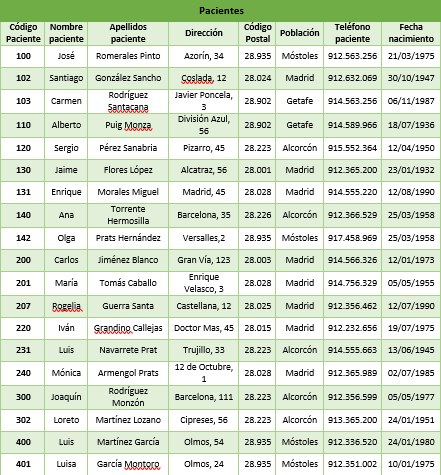 Pacientes
Código Paciente | Nombre paciente | Apellidos paciente | Dirección | Código Postal | Población | Teléfono paciente | Fecha nacimiento
100 | José | Romerales Pinto | Azorín, 34 | 28.935 | Móstoles | 912.563.256 | 21/03/1975
102 | Santiago | González Sancho | Coslada, 12 | 28.024 | Madrid | 912.632.069 | 30/10/1947
103 | Carmen | Rodríguez Santacana | Javier Poncela, 3 | 28.902 | Getafe | 914.563.256 | 06/11/1987
110 | Alberto | Puig Monza | División Azul, 56 | 28.902 | Getafe | 914.589.966 | 18/07/1936
120 | Sergio | Pérez Sanabria | Pizarro, 45 | 28.223 | Alcorcón | 915.552.364 | 12/04/1950
130 | Jaime | Flores López | Alcatraz, 56 | 28.001 | Madrid | 912.365.200 | 23/01/1932
131 | Enrique | Morales Miguel | Madrid, 45 | 28.028 | Madrid | 914.555.220 | 12/08/1990
140 | Ana | Torrente Hermosilla | Barcelona, 35 | 28.226 | Alcorcón | 912.366.529 | 25/03/1958
142 | Olga | Prats Hernández | Versalles,2 | 28.935 | Móstoles | 917.458.969 | 25/03/1958
200 | Carlos | Jiménez Blanco | Gran Vía, 123 | 28.003 | Madrid | 914.566.326 | 12/01/1973
201 | María | Tomás Caballo | Enrique Velasco, 3 | 28.028 | Madrid | 914.756.329 | 05/05/1955
207 | Rogelia | Guerra Santa | Castellana, 12 | 28.025 | Madrid | 912.356.462 | 12/07/1990
220 | Iván | Grandino Callejas | Doctor Mas, 45 | 28.015 | Madrid | 912.232.656 | 19/07/1975
231 | Luis | Navarrete Prat | Trujillo, 33 | 28.223 | Alcorcón | 914.555.663 | 13/06/1945
240 | Mónica | Armengol Prats | 12 de Octubre, 1 | 28.028 | Madrid | 912.365.989 | 02/07/1985
300 | Joaquín | Rodríguez Monzón | Barcelona, 111 | 28.223 | Alcorcón | 912.356.599 | 05/05/1977
302 | Loreto | Martínez Lozano | Cipreses, 56 | 28.223 | Alcorcón | 913.365.200 | 24/01/1951
400 | Luis | Martínez García | Olmos, 54 | 28.935 | Móstoles | 912.336.520 | 24/01/1980
401 | Luisa | García Montoro | Olmos, 24 | 28.935 | Móstoles | 912.351.002 | 10/01/1975